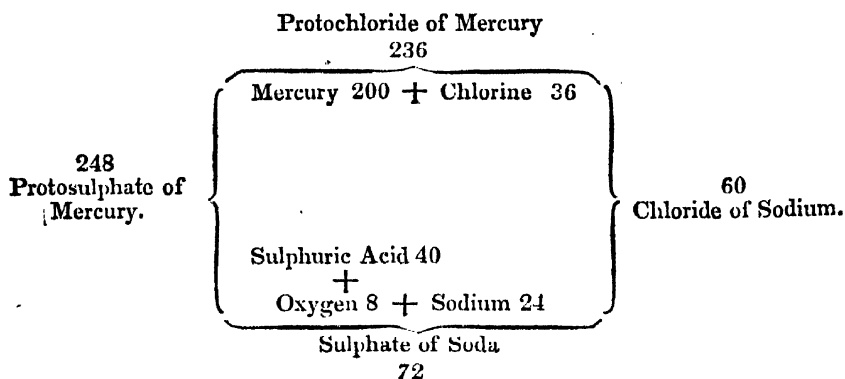 Protochloride of Mercury
236
Mercury 200 + Chlorine 36
248
Protosulphate of
Mercury.
60
Chloride of Sodium.
Sulphuric Acid 40
+
Oxygen 8 + Sodium 24
Sulphate of Soda
72